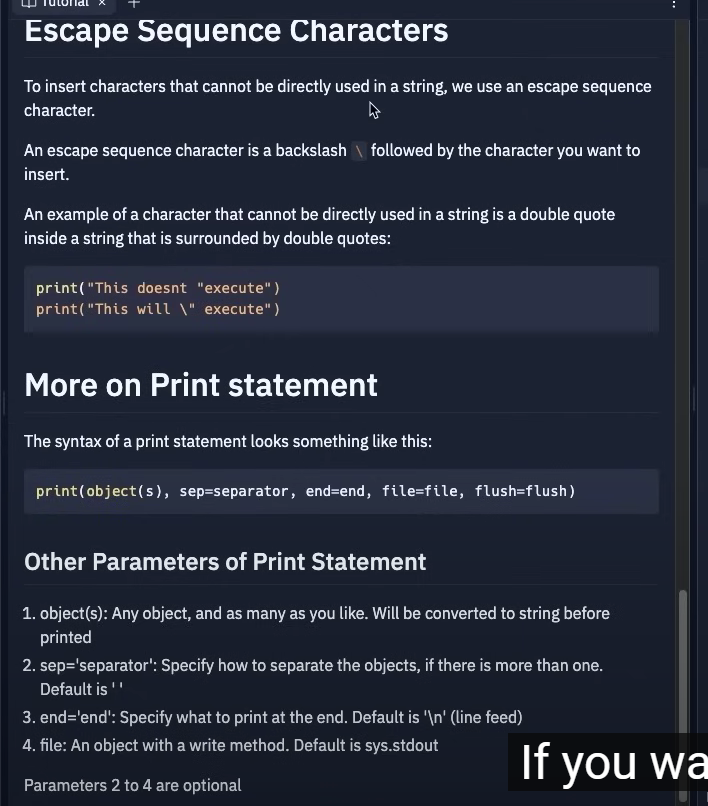 Tutorial × +
Escape Sequence Characters
To insert characters that cannot be directly used in a string, we use an escape sequence
character.
An escape sequence character is a backslash \ followed by the character you want to
insert.
An example of a character that cannot be directly used in a string is a double quote
inside a string that is surrounded by double quotes:
print("This doesnt "execute")
print("This will \" execute")
More on Print statement
The syntax of a print statement looks something like this:
print(object(s), sep=separator, end=end, file=file, flush=flush)
Other Parameters of Print Statement
1. object(s): Any object, and as many as you like. Will be converted to string before
printed
2. sep='separator': Specify how to separate the objects, if there is more than one.
Default is ' '
3. end='end': Specify what to print at the end. Default is '\n' (line feed)
4. file: An object with a write method. Default is sys.stdout
If you wa
Parameters 2 to 4 are optional